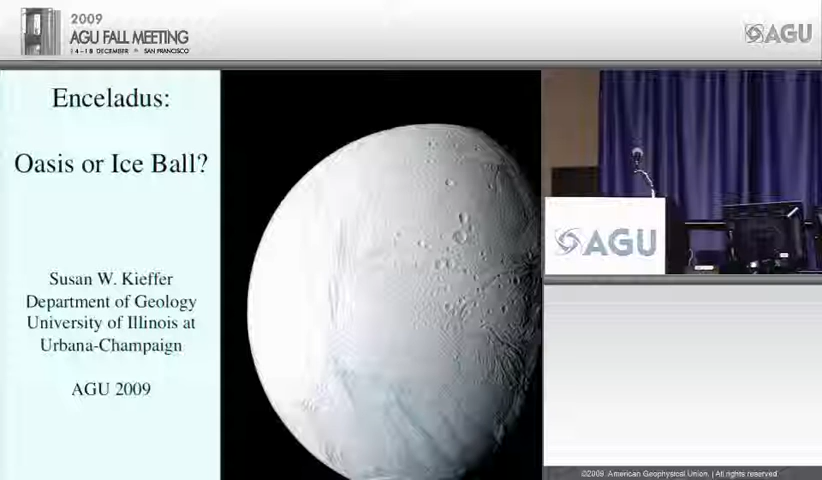 2009
AGU FALL MEETING
14-18 DECEMBER SAN FRANCISCO
AGU
Enceladus:
Oasis or Ice Ball?
Susan W. Kieffer
Department of Geology
University of Illinois at
Urbana-Champaign
AGU 2009
AGU
©2009. American Geophysical Union. | All rights reserved